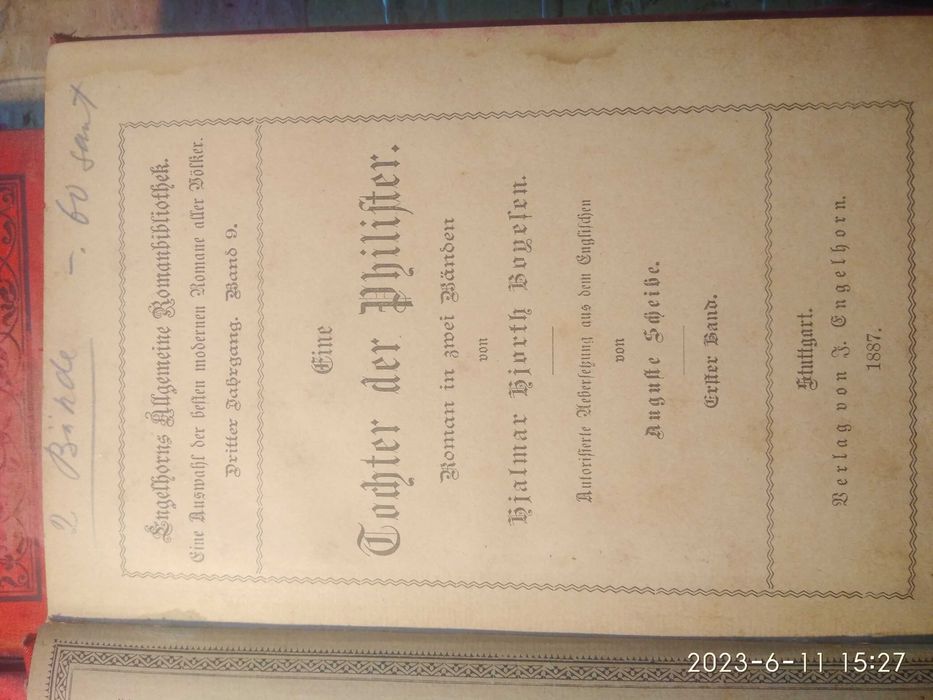 2 Bände — 60 sant
Engelhorns Allgemeine Romanbibliothek.
Eine Auswahl der besten modernen Romane aller Völker.
Dritter Jahrgang. Band 9.
Eine
Tochter der Philister.
Roman in zwei Bänden
von
Hjalmar Hjorth Boyesen.
Autorisierte Uebersetzung aus dem Englischen
von
Auguste Scheibe.
Erster Band.
Stuttgart.
Verlag von J. Engelhorn.
1887.
2023-6-11 15:27